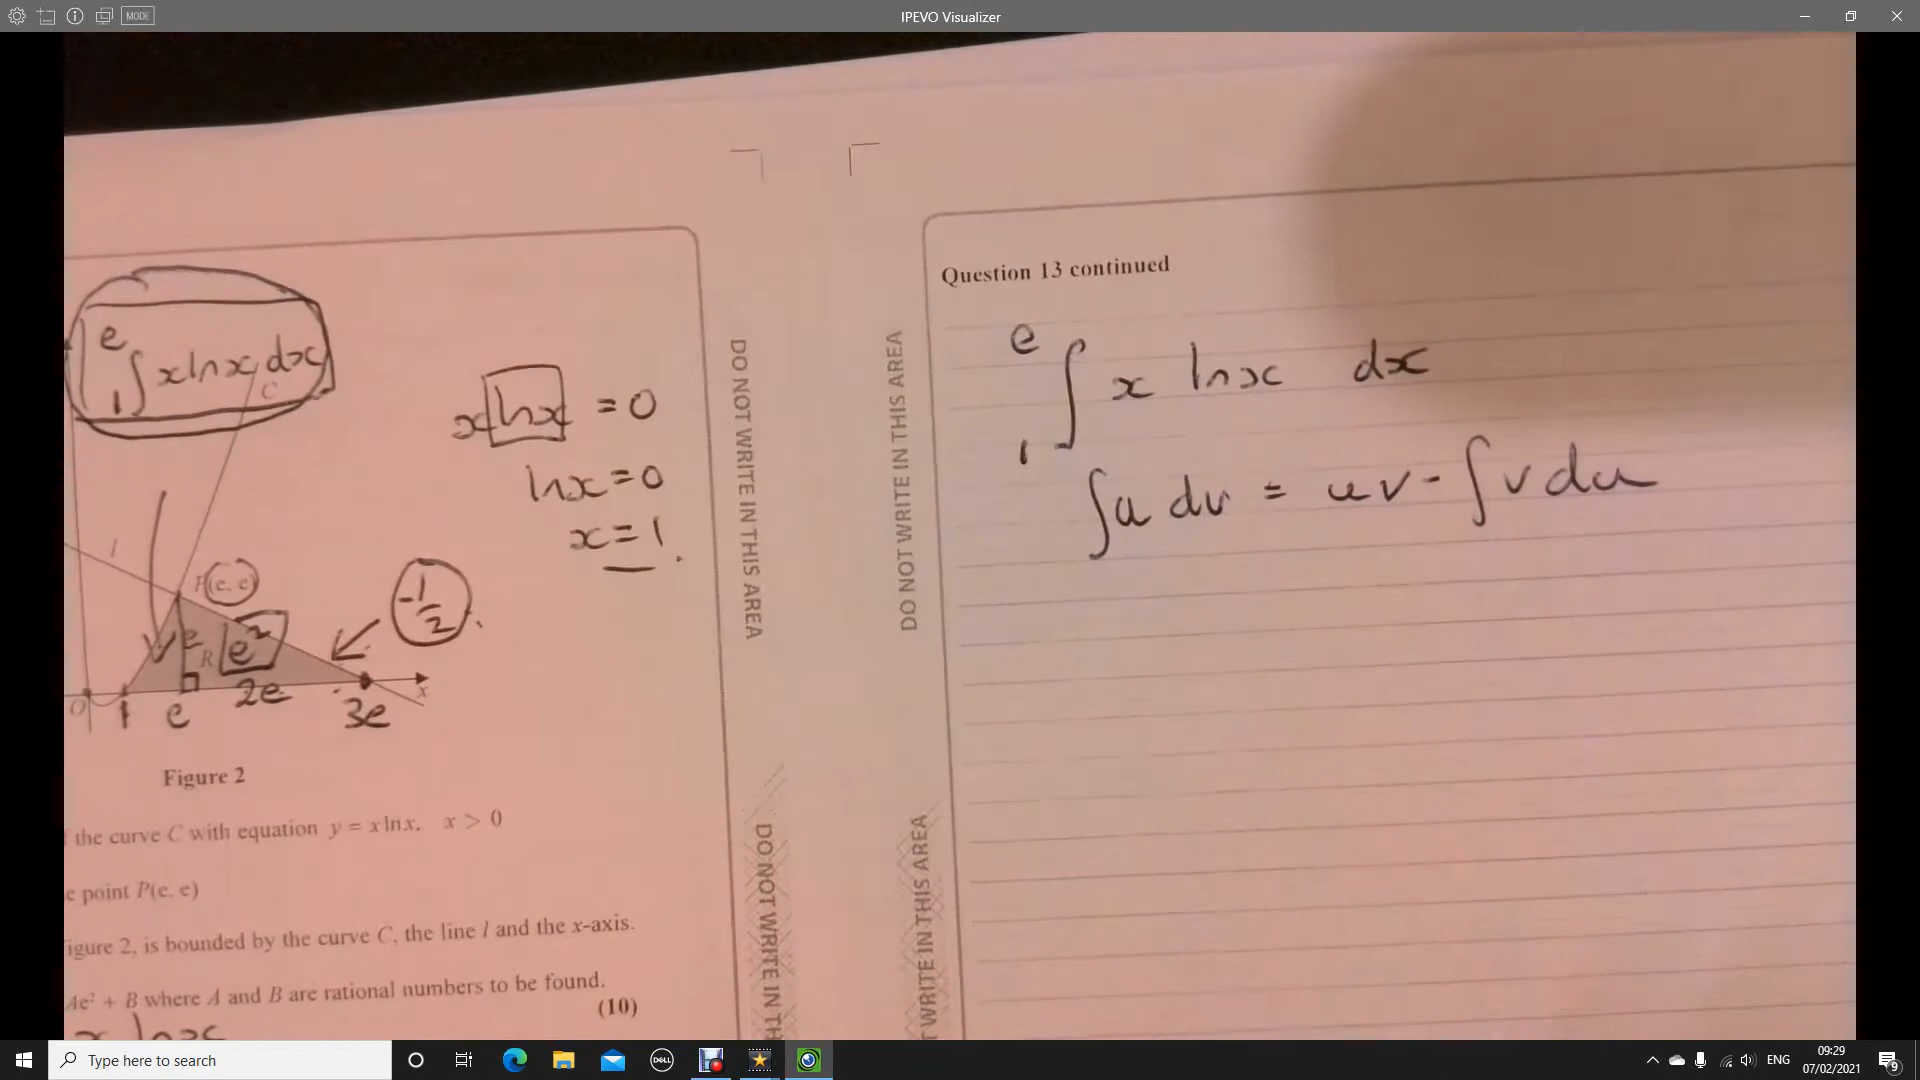 MODE
IPEVO Visualizer
e
∫ x ln x dx
1
C
x ln x = 0
ln x = 0
x = 1
l
P(e, e)
-1/2
e
R
e²
2e
O
1
e
3e
x
Figure 2
the curve C with equation y = x ln x, x > 0
point P(e, e)
igure 2, is bounded by the curve C, the line l and the x-axis.
Ae² + B where A and B are rational numbers to be found.
(10)
x ln x
DO NOT WRITE IN THIS AREA
DO NOT WRITE IN TH
DO NOT WRITE IN THIS AREA
WRITE IN THIS AREA
Question 13 continued
e
∫ x ln x dx
1
∫u dv = uv - ∫v du
Type here to search
DELL
ENG
09:29
07/02/2021
9